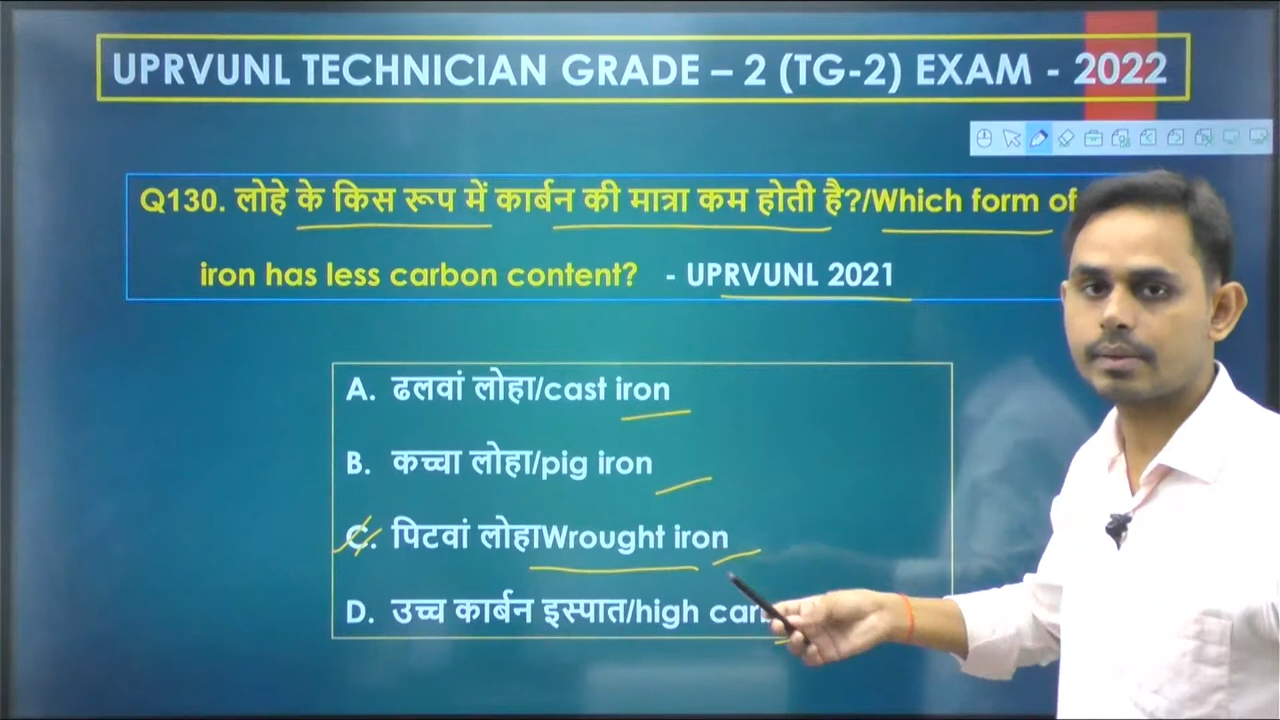 UPRVUNL TECHNICIAN GRADE – 2 (TG-2) EXAM - 2022
Q130. लोहे के किस रूप में कार्बन की मात्रा कम होती है?/Which form of
iron has less carbon content? - UPRVUNL 2021
A. ढलवां लोहा/cast iron
B. कच्चा लोहा/pig iron
C. पिटवां लोहाWrought iron
D. उच्च कार्बन इस्पात/high